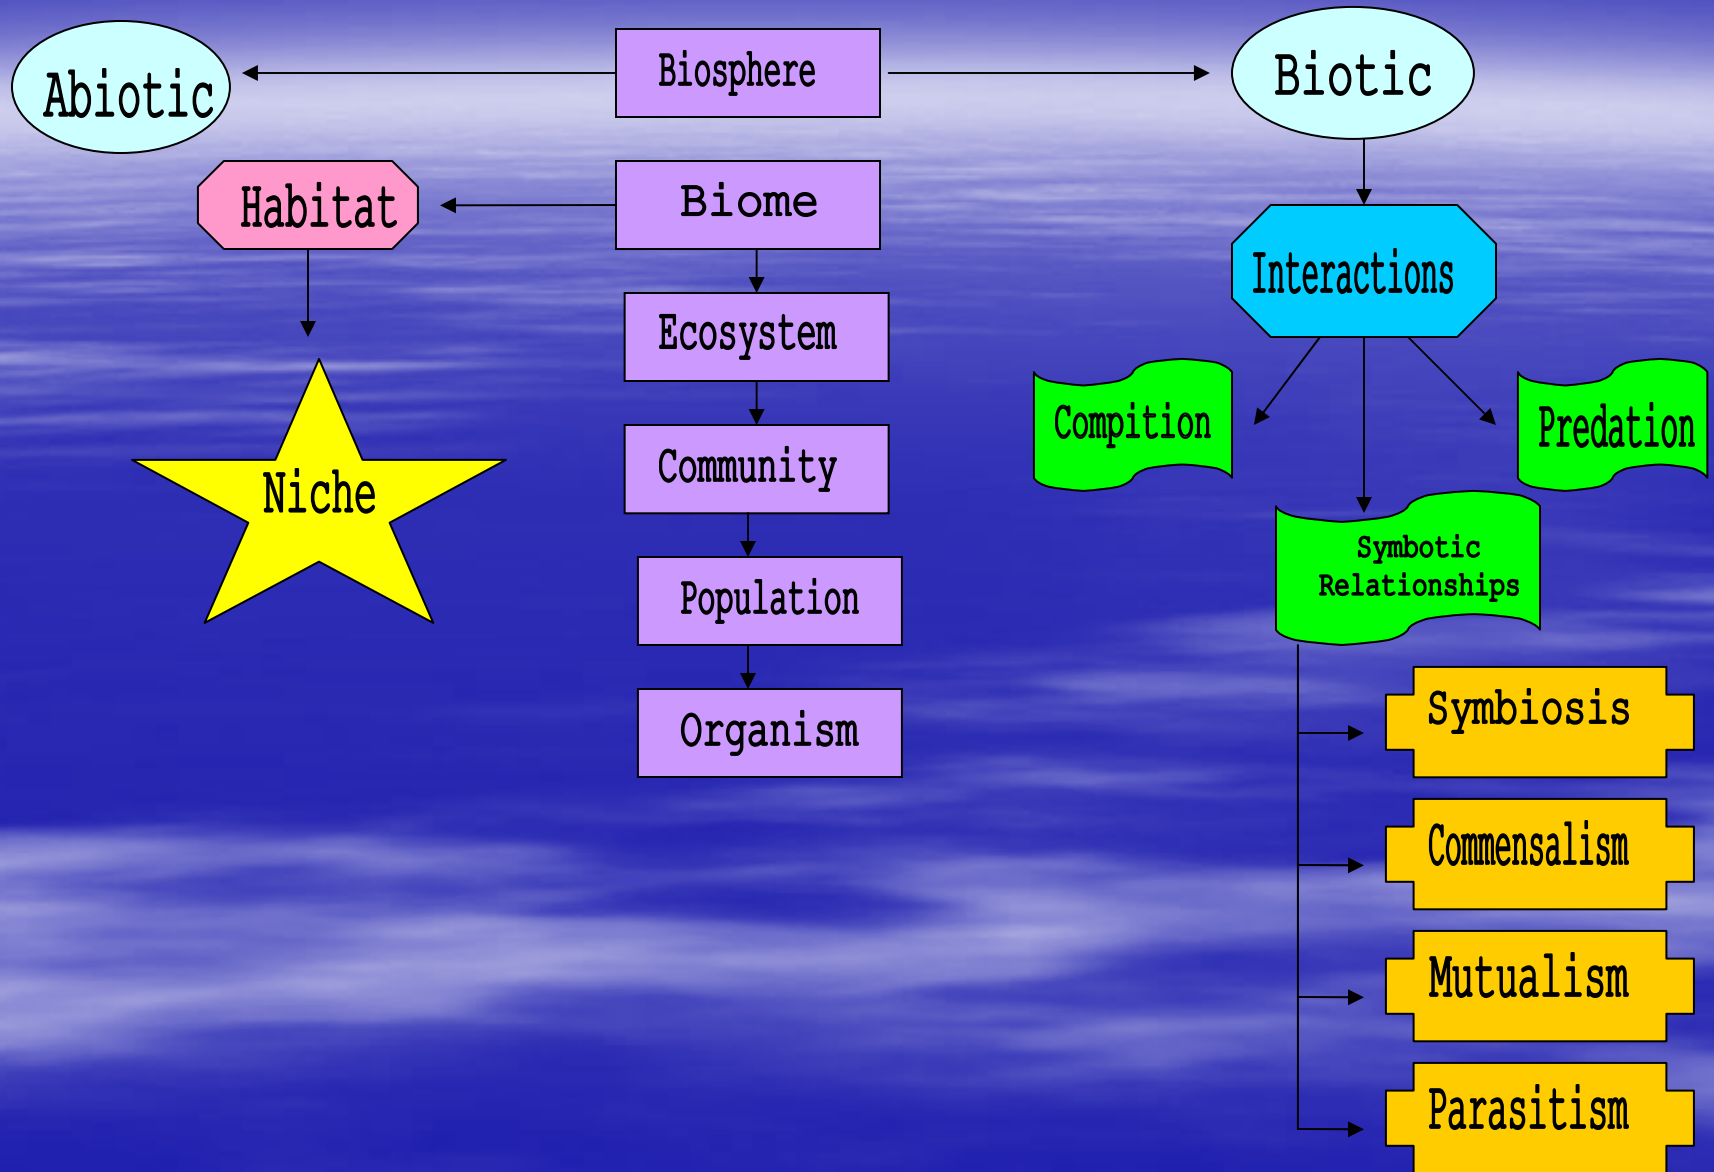 Abiotic
Biosphere
Biotic
Habitat
Biome
Interactions
Ecosystem
Compition
Predation
Community
Niche
Symbotic
Relationships
Population
Organism
Symbiosis
Commensalism
Mutualism
Parasitism